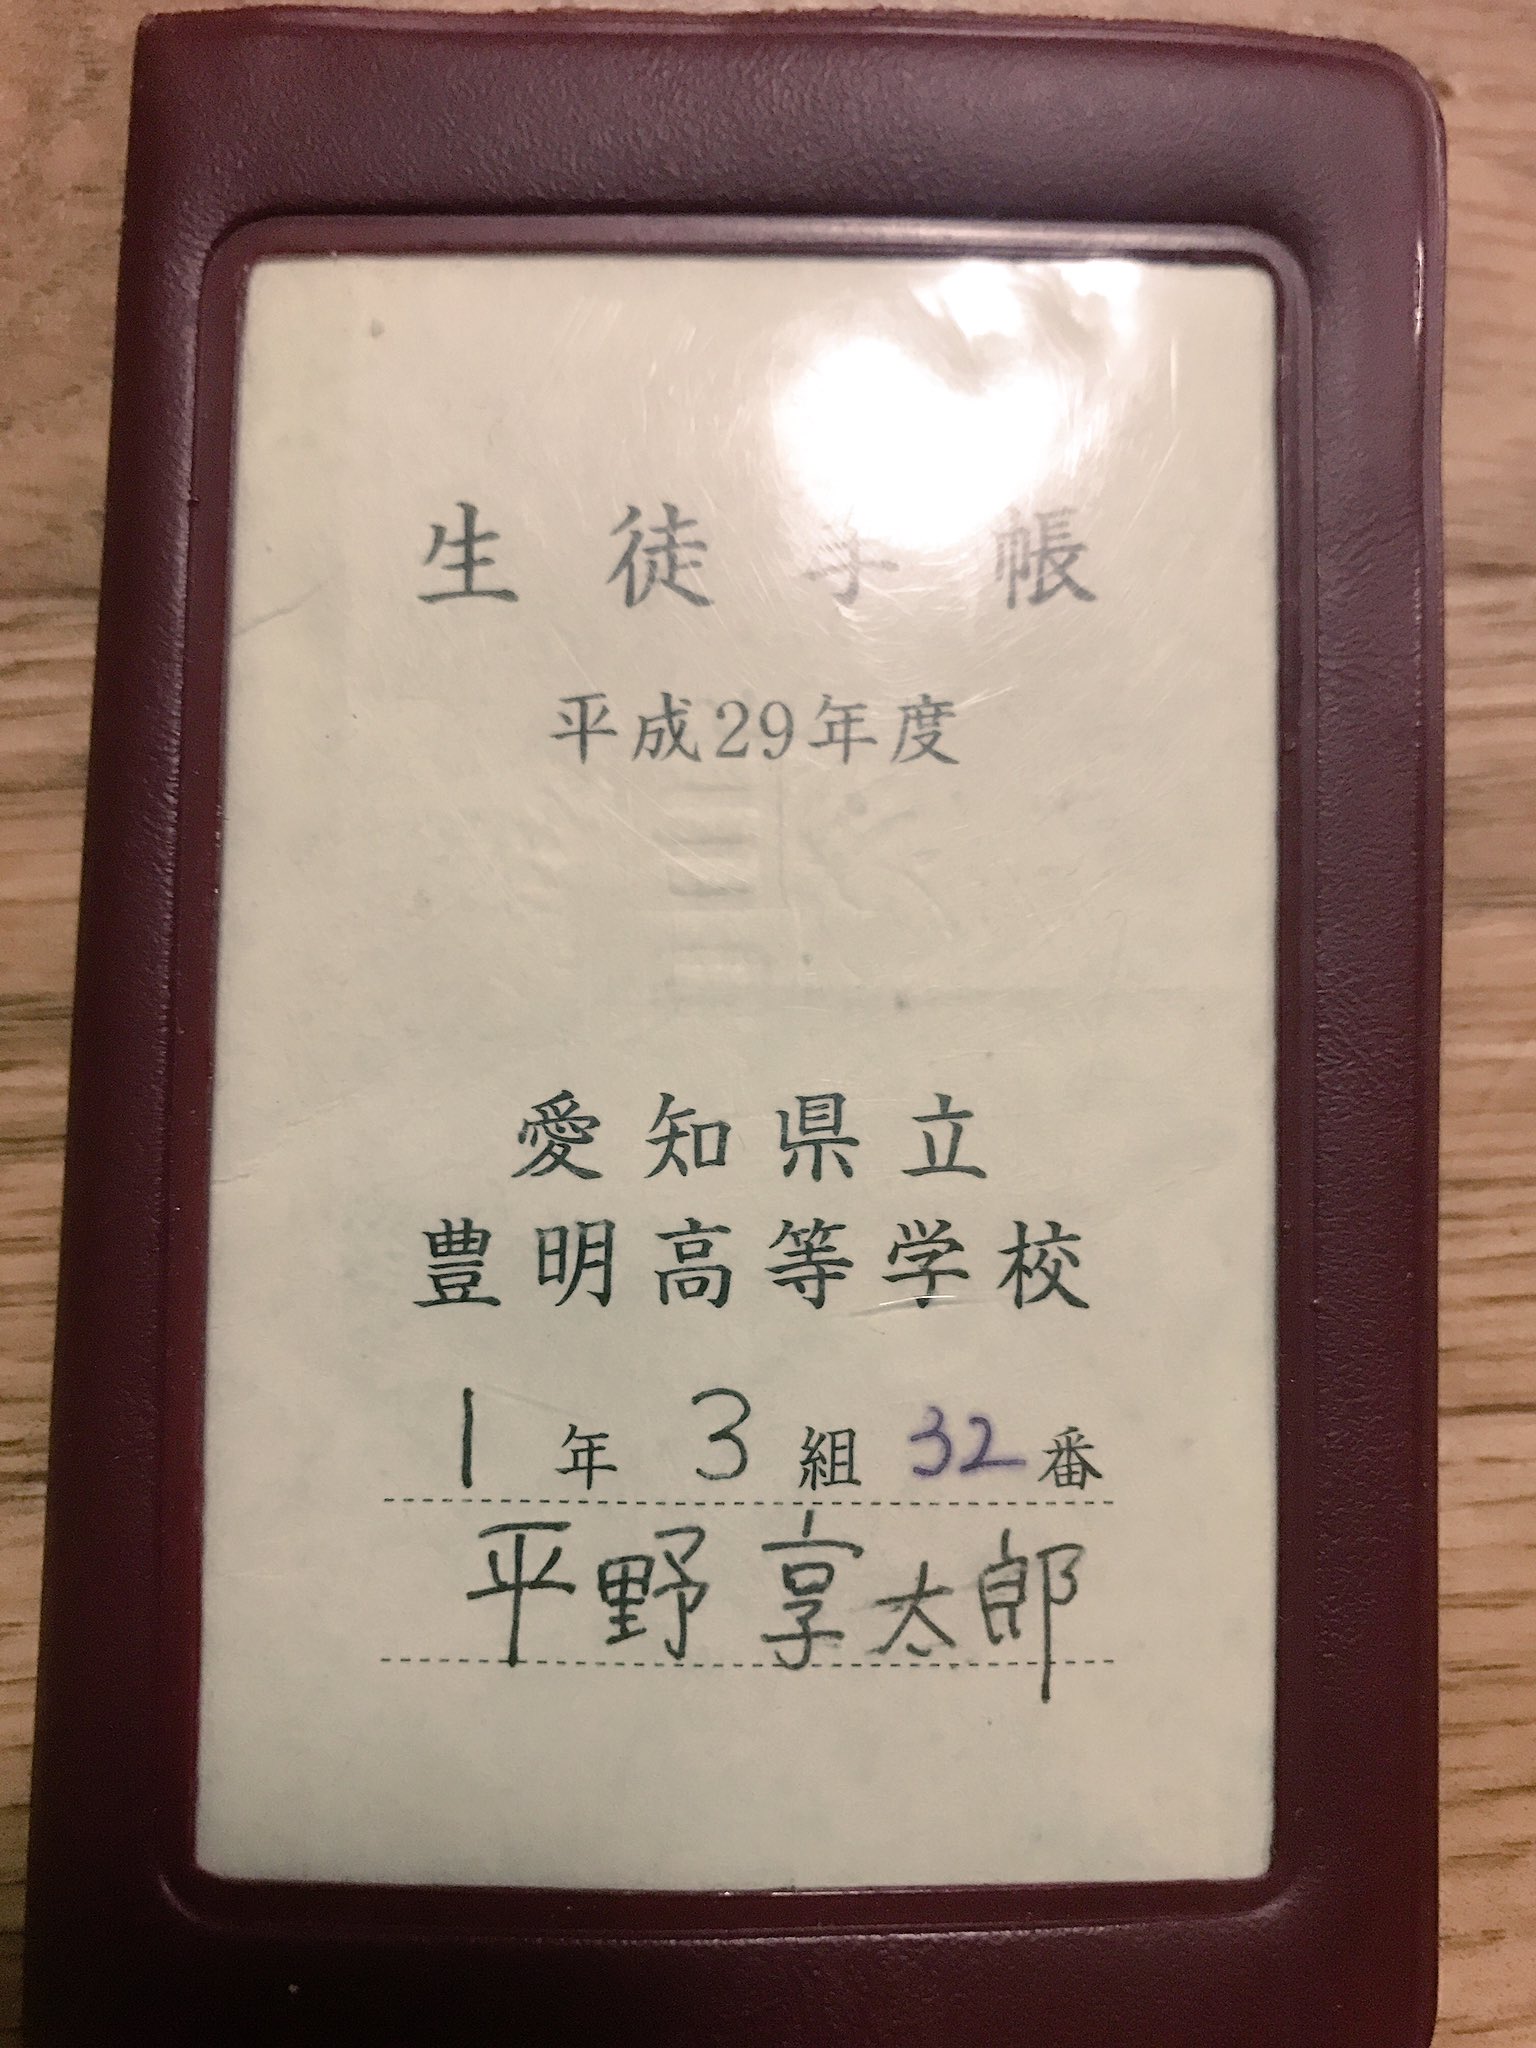 生徒手帳
平成29年度
愛知県立
豊明高等学校
1年3組32番
平野享太郎